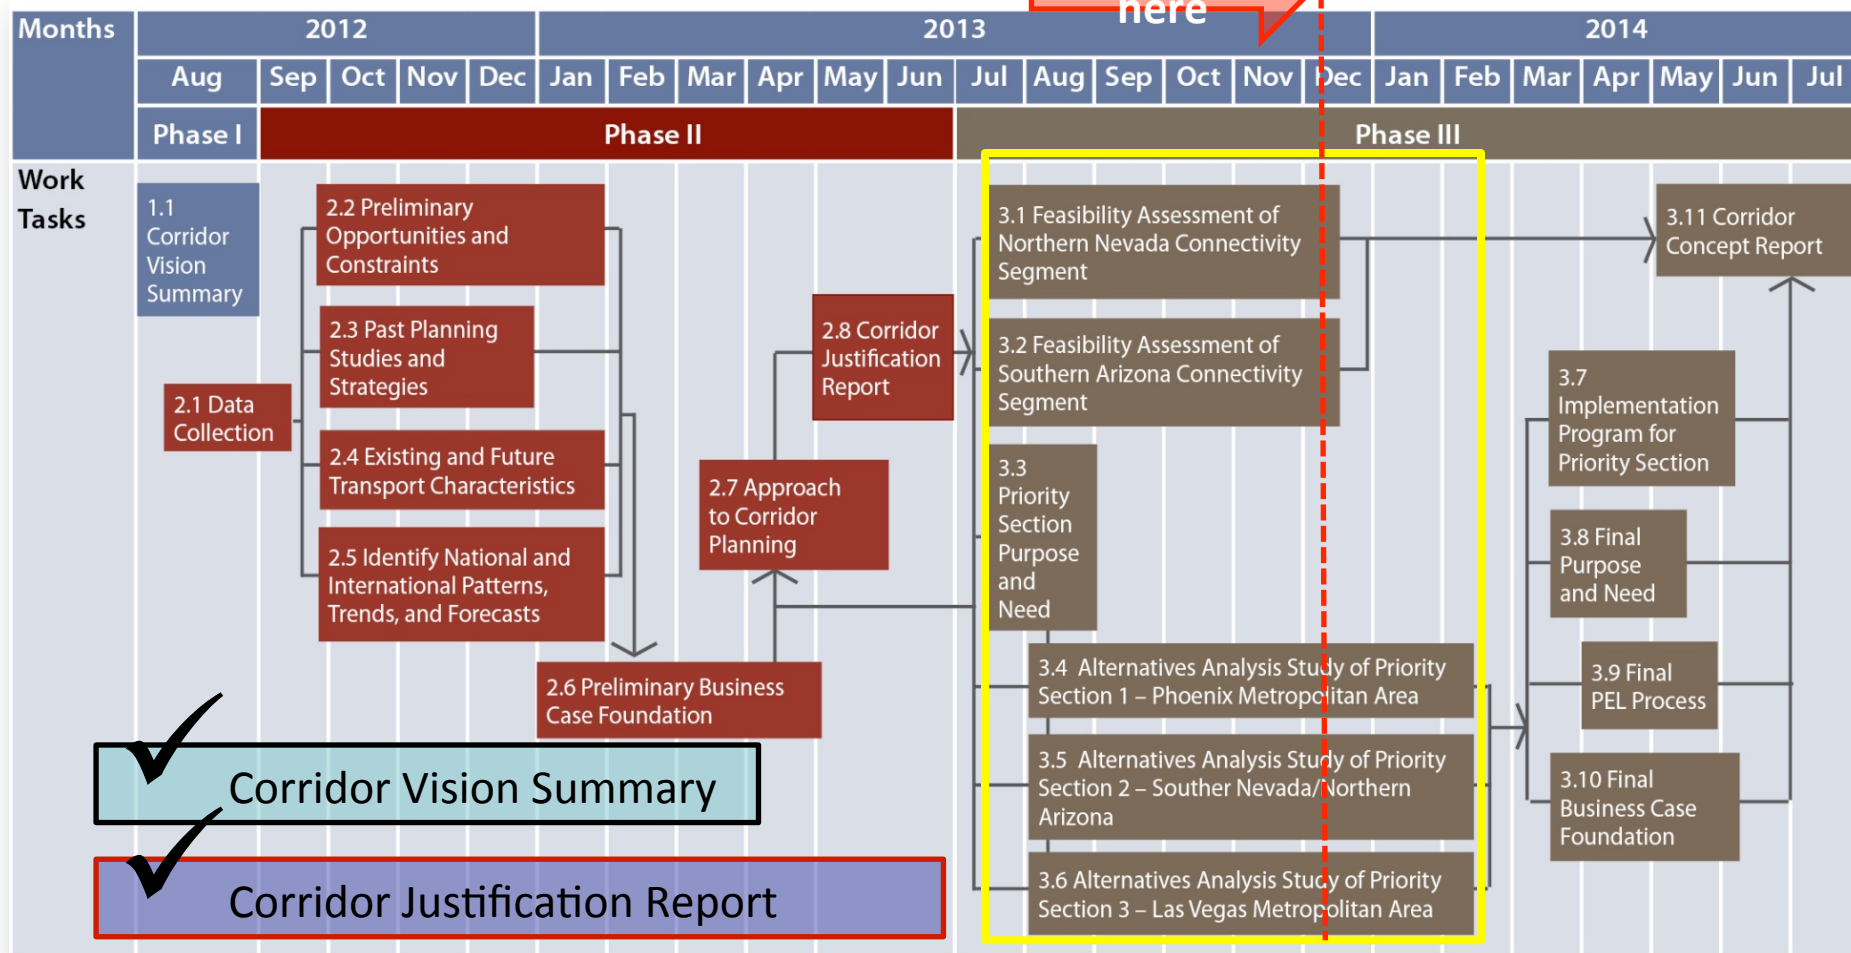 here
Months
2012
2013
2014
Aug
Sep
Oct
Nov
Dec
Jan
Feb
Mar
Apr
May
Jun
Jul
Aug
Sep
Oct
Nov
Dec
Jan
Feb
Mar
Apr
May
Jun
Jul
Phase I
Phase II
Phase III
Work
Tasks
1.1
Corridor
Vision
Summary
2.1 Data
Collection
2.2 Preliminary
Opportunities and
Constraints
2.3 Past Planning
Studies and
Strategies
2.4 Existing and Future
Transport Characteristics
2.5 Identify National and
International Patterns,
Trends, and Forecasts
2.6 Preliminary Business
Case Foundation
2.7 Approach
to Corridor
Planning
2.8 Corridor
Justification
Report
3.1 Feasibility Assessment of
Northern Nevada Connectivity
Segment
3.2 Feasibility Assessment of
Southern Arizona Connectivity
Segment
3.3
Priority
Section
Purpose
and
Need
3.4 Alternatives Analysis Study of Priority
Section 1 – Phoenix Metropolitan Area
3.5 Alternatives Analysis Study of Priority
Section 2 – Souther Nevada/Northern
Arizona
3.6 Alternatives Analysis Study of Priority
Section 3 – Las Vegas Metropolitan Area
3.7
Implementation
Program for
Priority Section
3.8 Final
Purpose
and Need
3.9 Final
PEL Process
3.10 Final
Business Case
Foundation
3.11 Corridor
Concept Report
Corridor Vision Summary
Corridor Justification Report